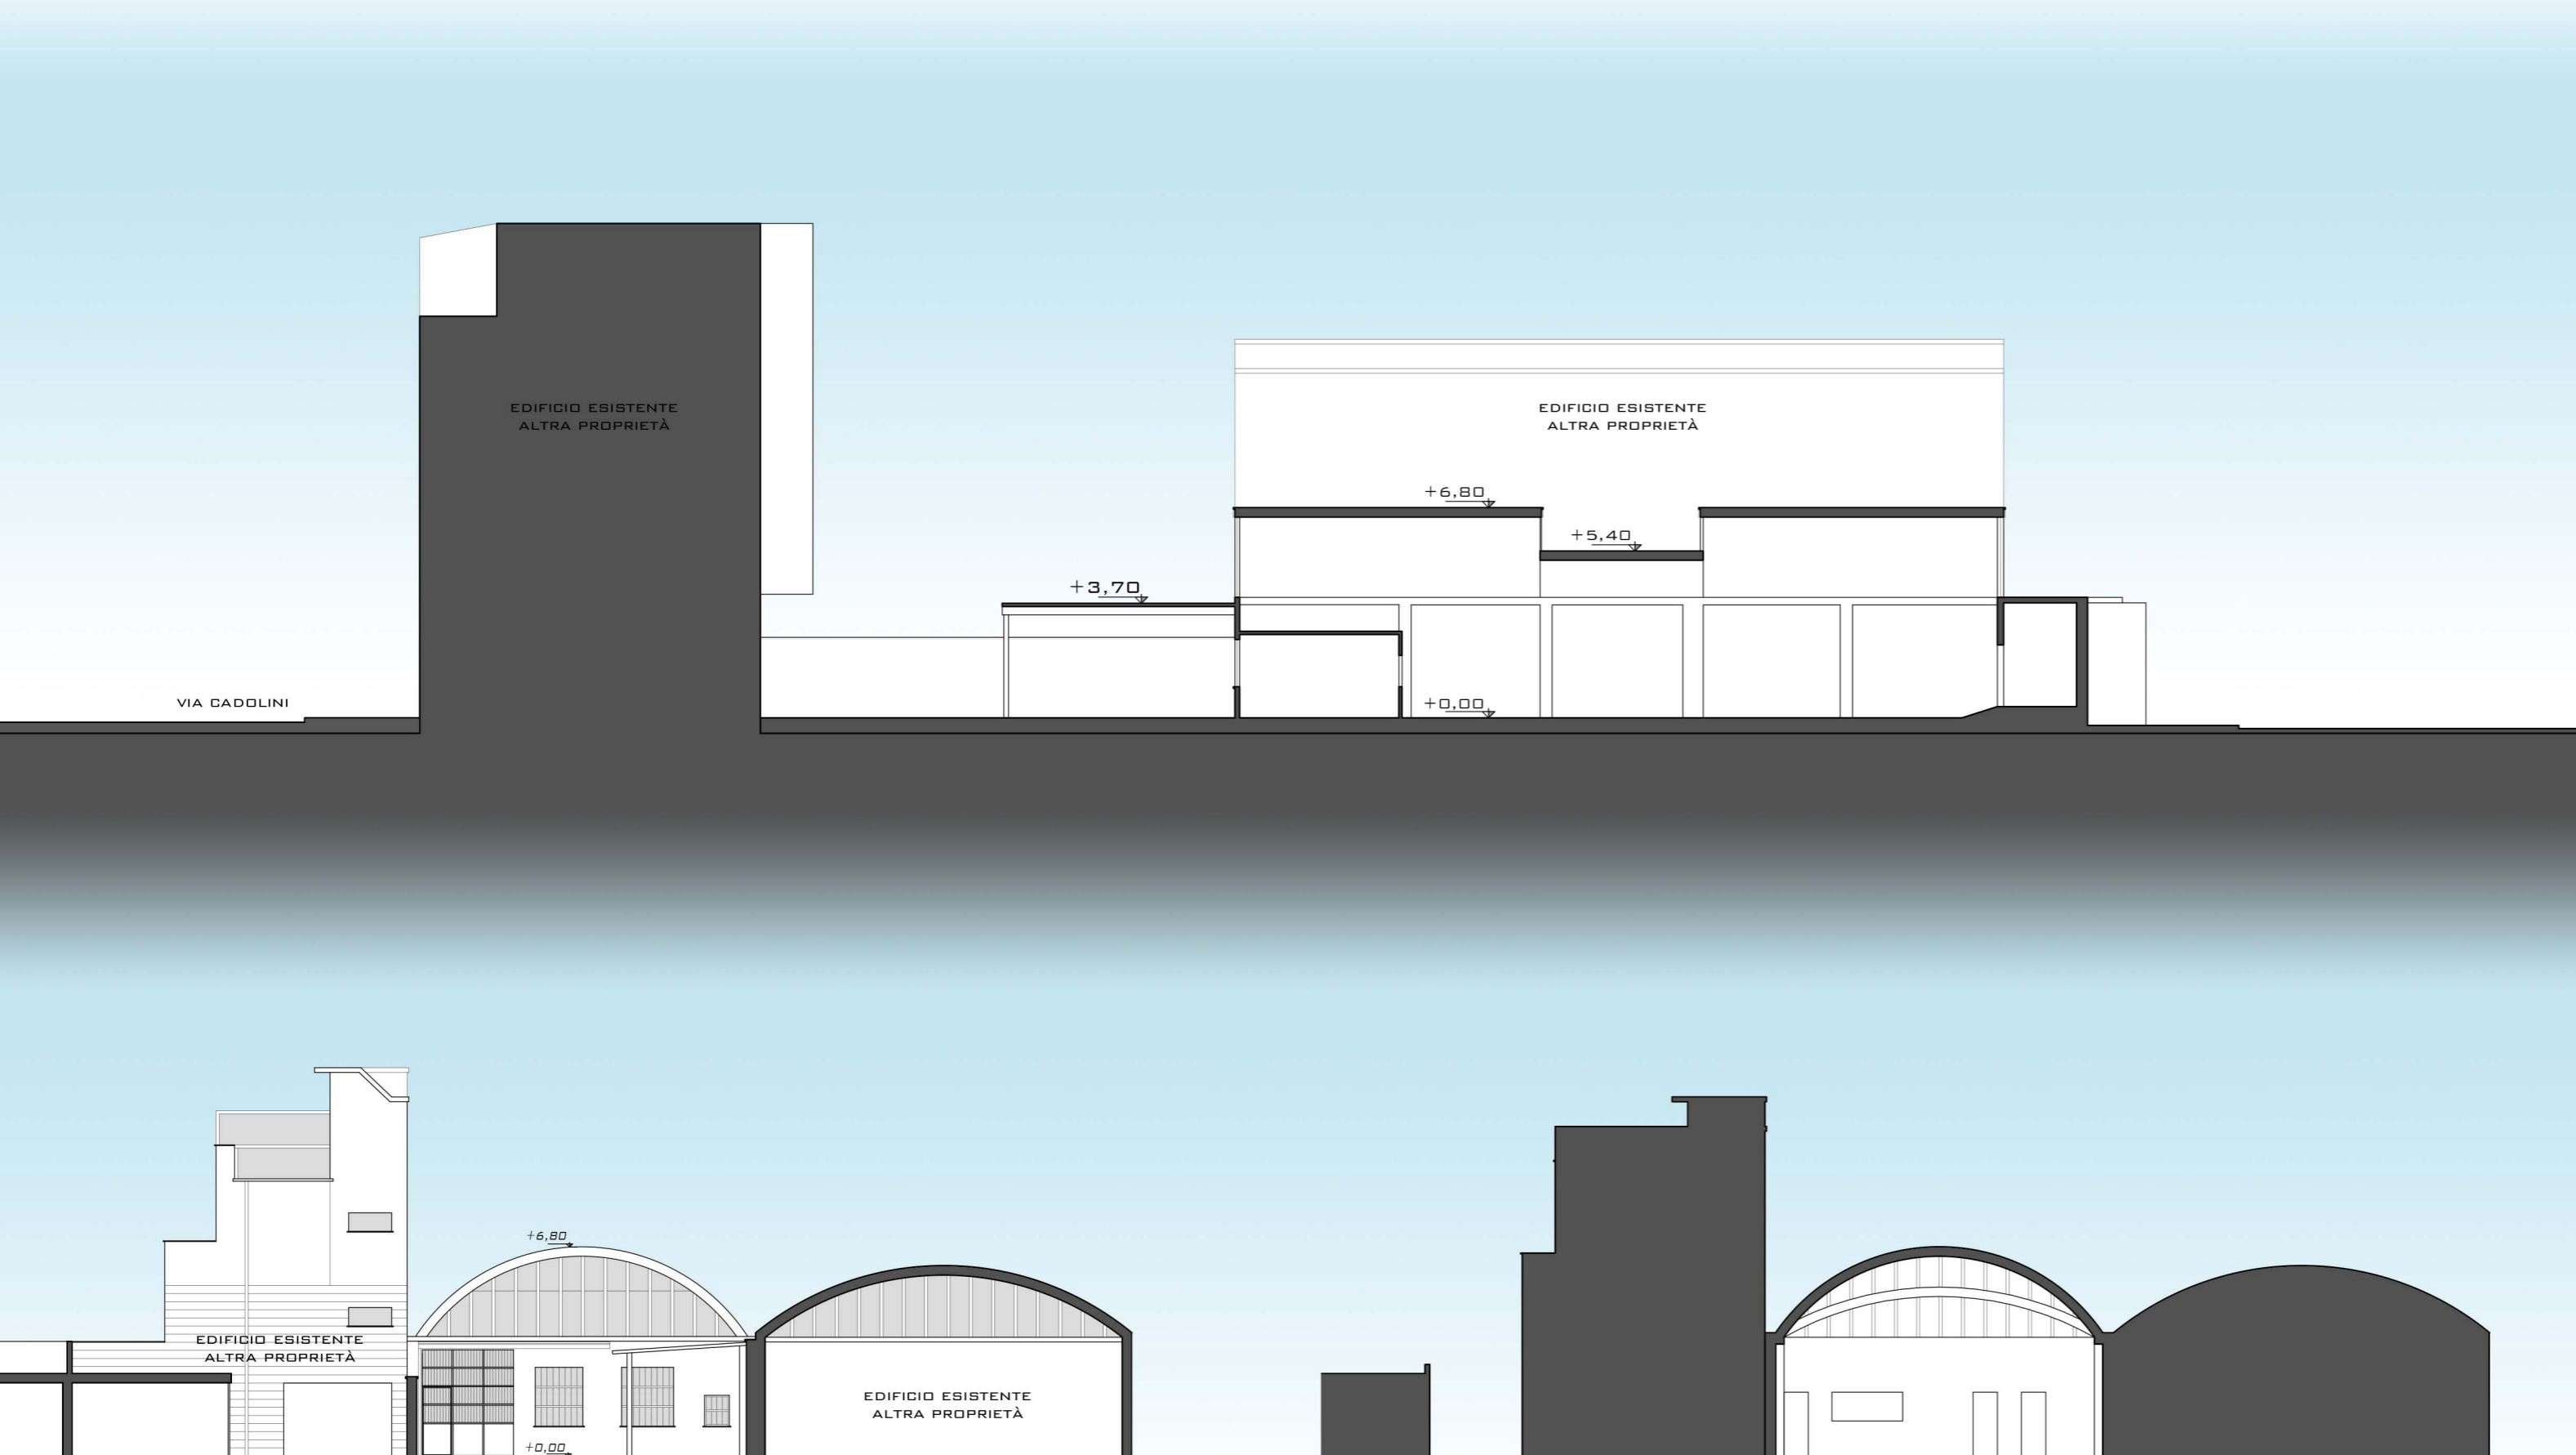 EDIFICIO ESISTENTE
ALTRA PROPRIETÀ
EDIFICIO ESISTENTE
ALTRA PROPRIETÀ
+6,80
+5,40
+3,70
VIA CADOLINI
+0,00
+6,80
EDIFICIO ESISTENTE
ALTRA PROPRIETÀ
EDIFICIO ESISTENTE
ALTRA PROPRIETÀ
+0,00